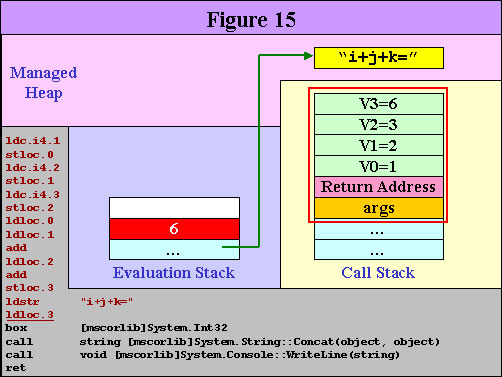 Figure 15
"i+j+k="
Managed
Heap
V3=6
V2=3
V1=2
V0=1
Return Address
args
...
...
Call Stack
6
...
Evaluation Stack
ldc.i4.1
stloc.0
ldc.i4.2
stloc.1
ldc.i4.3
stloc.2
ldloc.0
ldloc.1
add
ldloc.2
add
stloc.3
ldstr "i+j+k="
ldloc.3
box [mscorlib]System.Int32
call string [mscorlib]System.String::Concat(object, object)
call void [mscorlib]System.Console::WriteLine(string)
ret